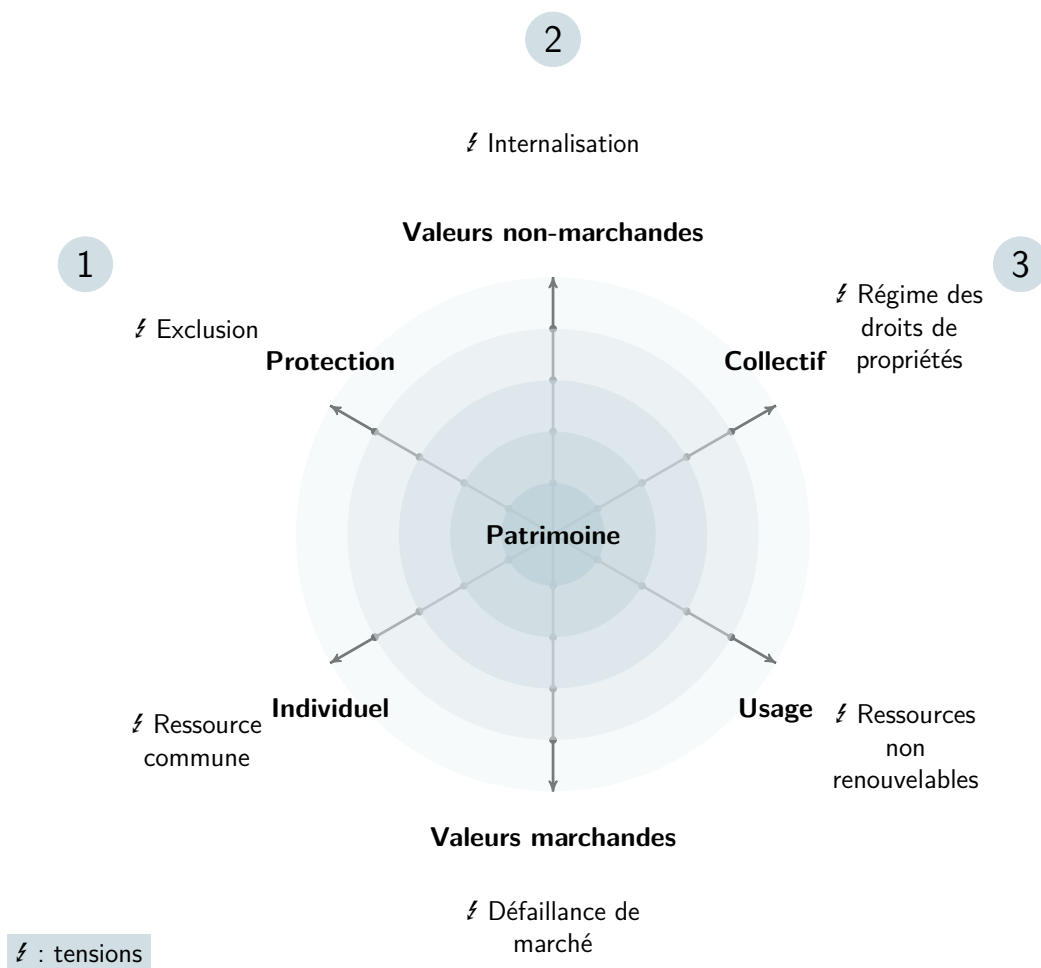 2
⚡ Internalisation
Valeurs non-marchandes
1
3
⚡ Régime des
droits de
propriétés
⚡ Exclusion
Protection
Collectif
Patrimoine
Individuel
Usage
⚡ Ressource
commune
⚡ Ressources
non
renouvelables
Valeurs marchandes
⚡ Défaillance de
marché
⚡ : tensions